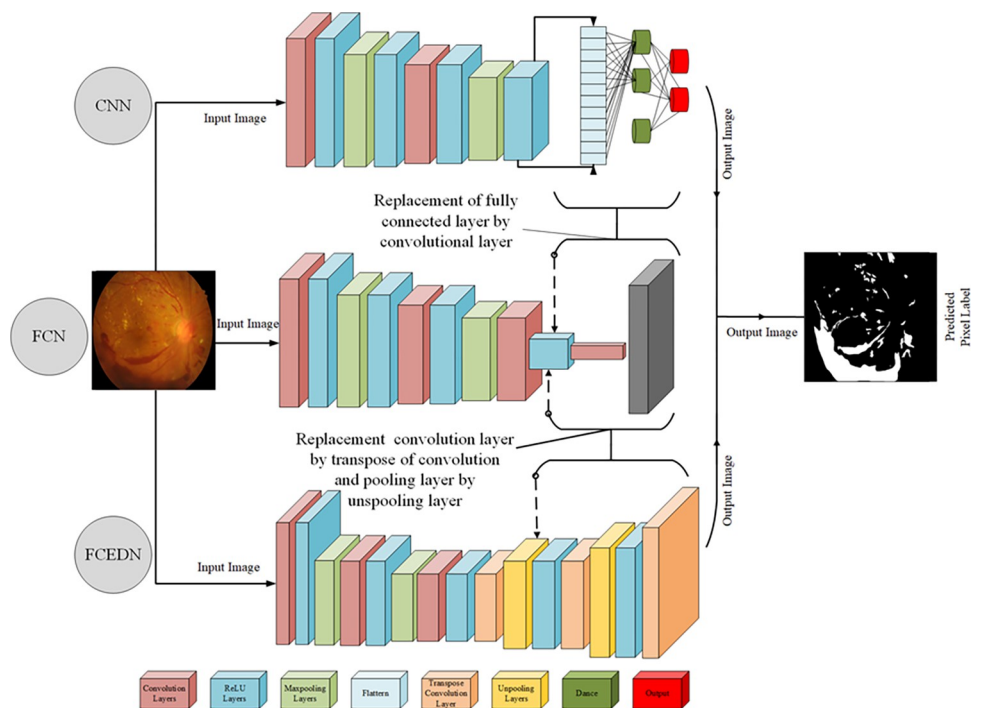 CNN
Input Image
Output Image
Replacement of fully
connected layer by
convolutional layer
FCN
Input Image
Output Image
Predicted
Pixel Label
Replacement convolution layer
by transpose of convolution
and pooling layer by
unspooling layer
Output Image
FCEDN
Input Image
Convolution
Layers
ReLU
Layers
Maxpooling
Layers
Flattern
Transpose
Convolution
Layer
Unpooling
Layers
Dance
Output